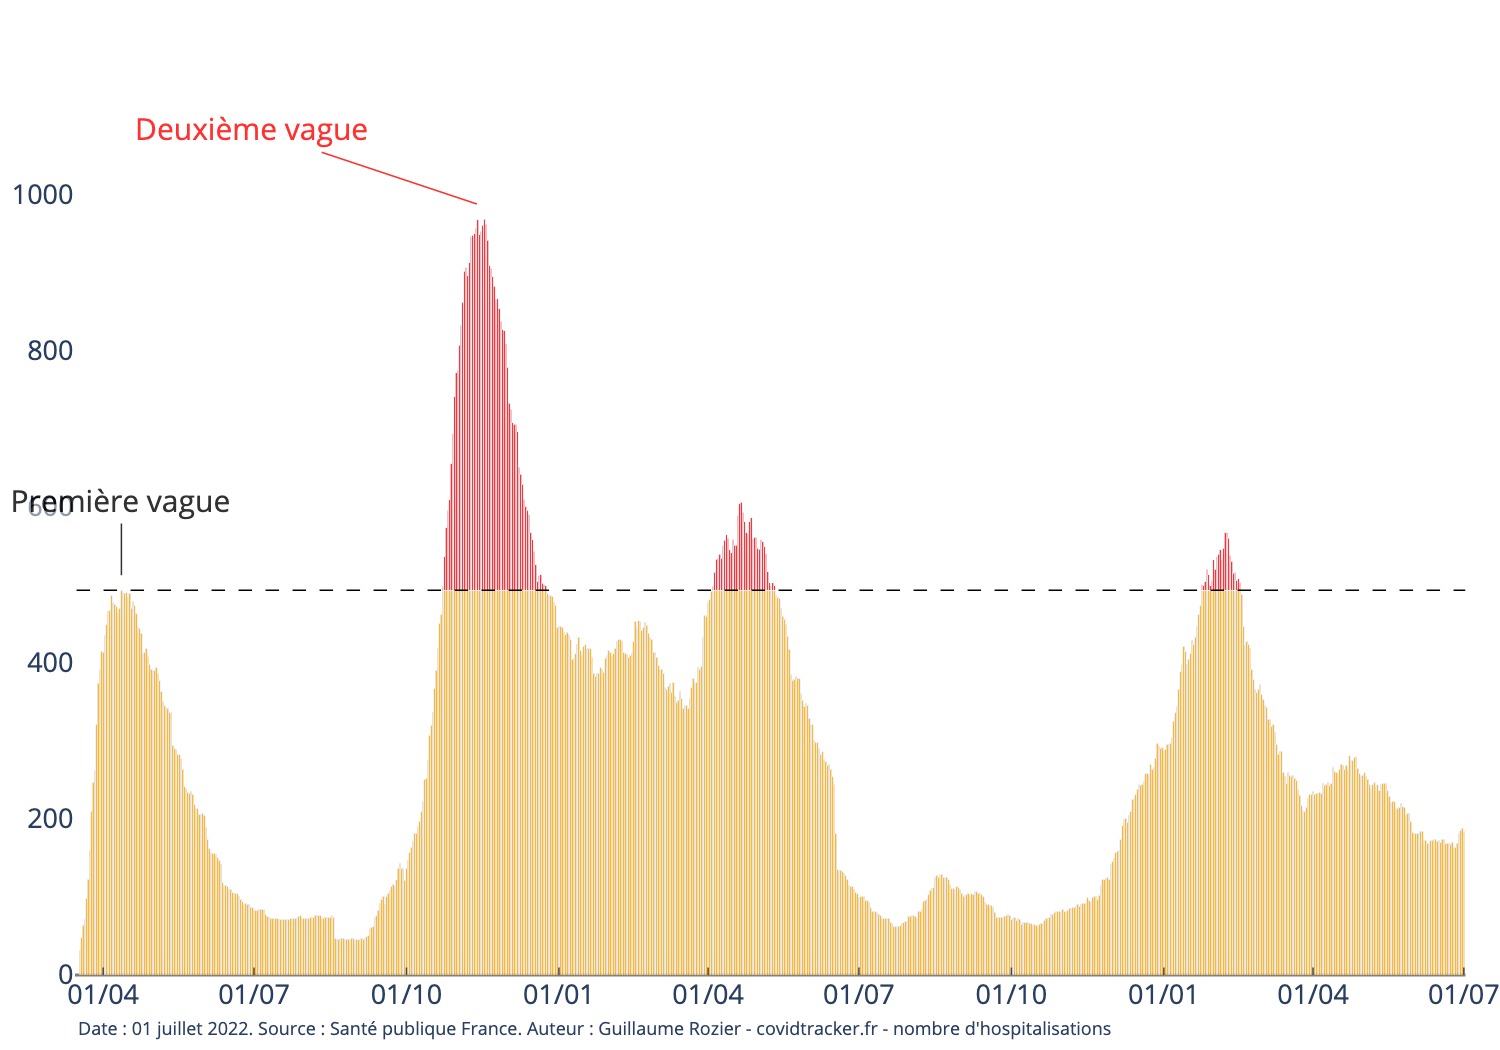 Deuxième vague
1000
800
Première vague
600
400
200
0
01/04 01/07 01/10 01/01 01/04 01/07 01/10 01/01 01/04 01/07
Date : 01 juillet 2022. Source : Santé publique France. Auteur : Guillaume Rozier - covidtracker.fr - nombre d'hospitalisations